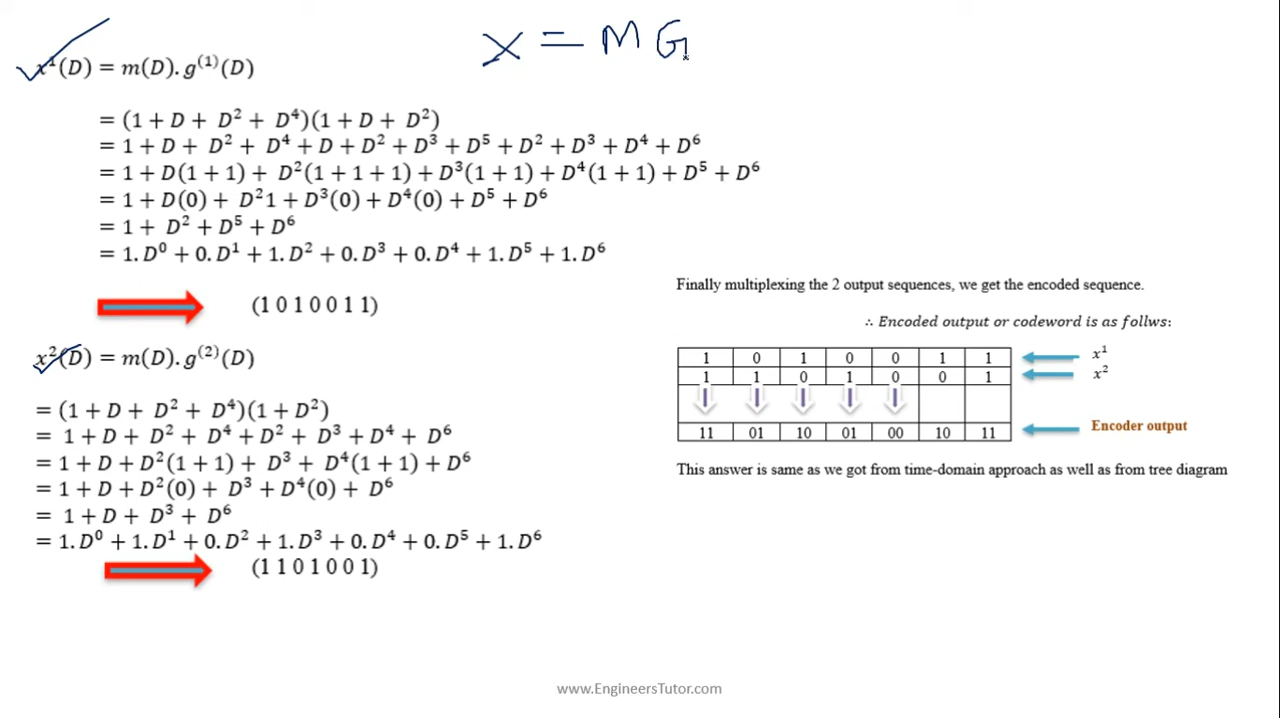 x = M G
x¹(D) = m(D). g⁽¹⁾(D)
= (1 + D + D² + D⁴)(1 + D + D²)
= 1 + D + D² + D⁴ + D + D² + D³ + D⁵ + D² + D³ + D⁴ + D⁶
= 1 + D(1 + 1) + D²(1 + 1 + 1) + D³(1 + 1) + D⁴(1 + 1) + D⁵ + D⁶
= 1 + D(0) + D²1 + D³(0) + D⁴(0) + D⁵ + D⁶
= 1 + D² + D⁵ + D⁶
= 1. D⁰ + 0. D¹ + 1. D² + 0. D³ + 0. D⁴ + 1. D⁵ + 1. D⁶
(1 0 1 0 0 1 1)
x²(D) = m(D). g⁽²⁾(D)
= (1 + D + D² + D⁴)(1 + D²)
= 1 + D + D² + D⁴ + D² + D³ + D⁴ + D⁶
= 1 + D + D²(1 + 1) + D³ + D⁴(1 + 1) + D⁶
= 1 + D + D²(0) + D³ + D⁴(0) + D⁶
= 1 + D + D³ + D⁶
= 1. D⁰ + 1. D¹ + 0. D² + 1. D³ + 0. D⁴ + 0. D⁵ + 1. D⁶
(1 1 0 1 0 0 1)
Finally multiplexing the 2 output sequences, we get the encoded sequence.
∴ Encoded output or codeword is as follws:
1 0 1 0 0 1 1 x¹
1 1 0 1 0 0 1 x²
11 01 10 01 00 10 11 Encoder output
This answer is same as we got from time-domain approach as well as from tree diagram
www.EngineersTutor.com